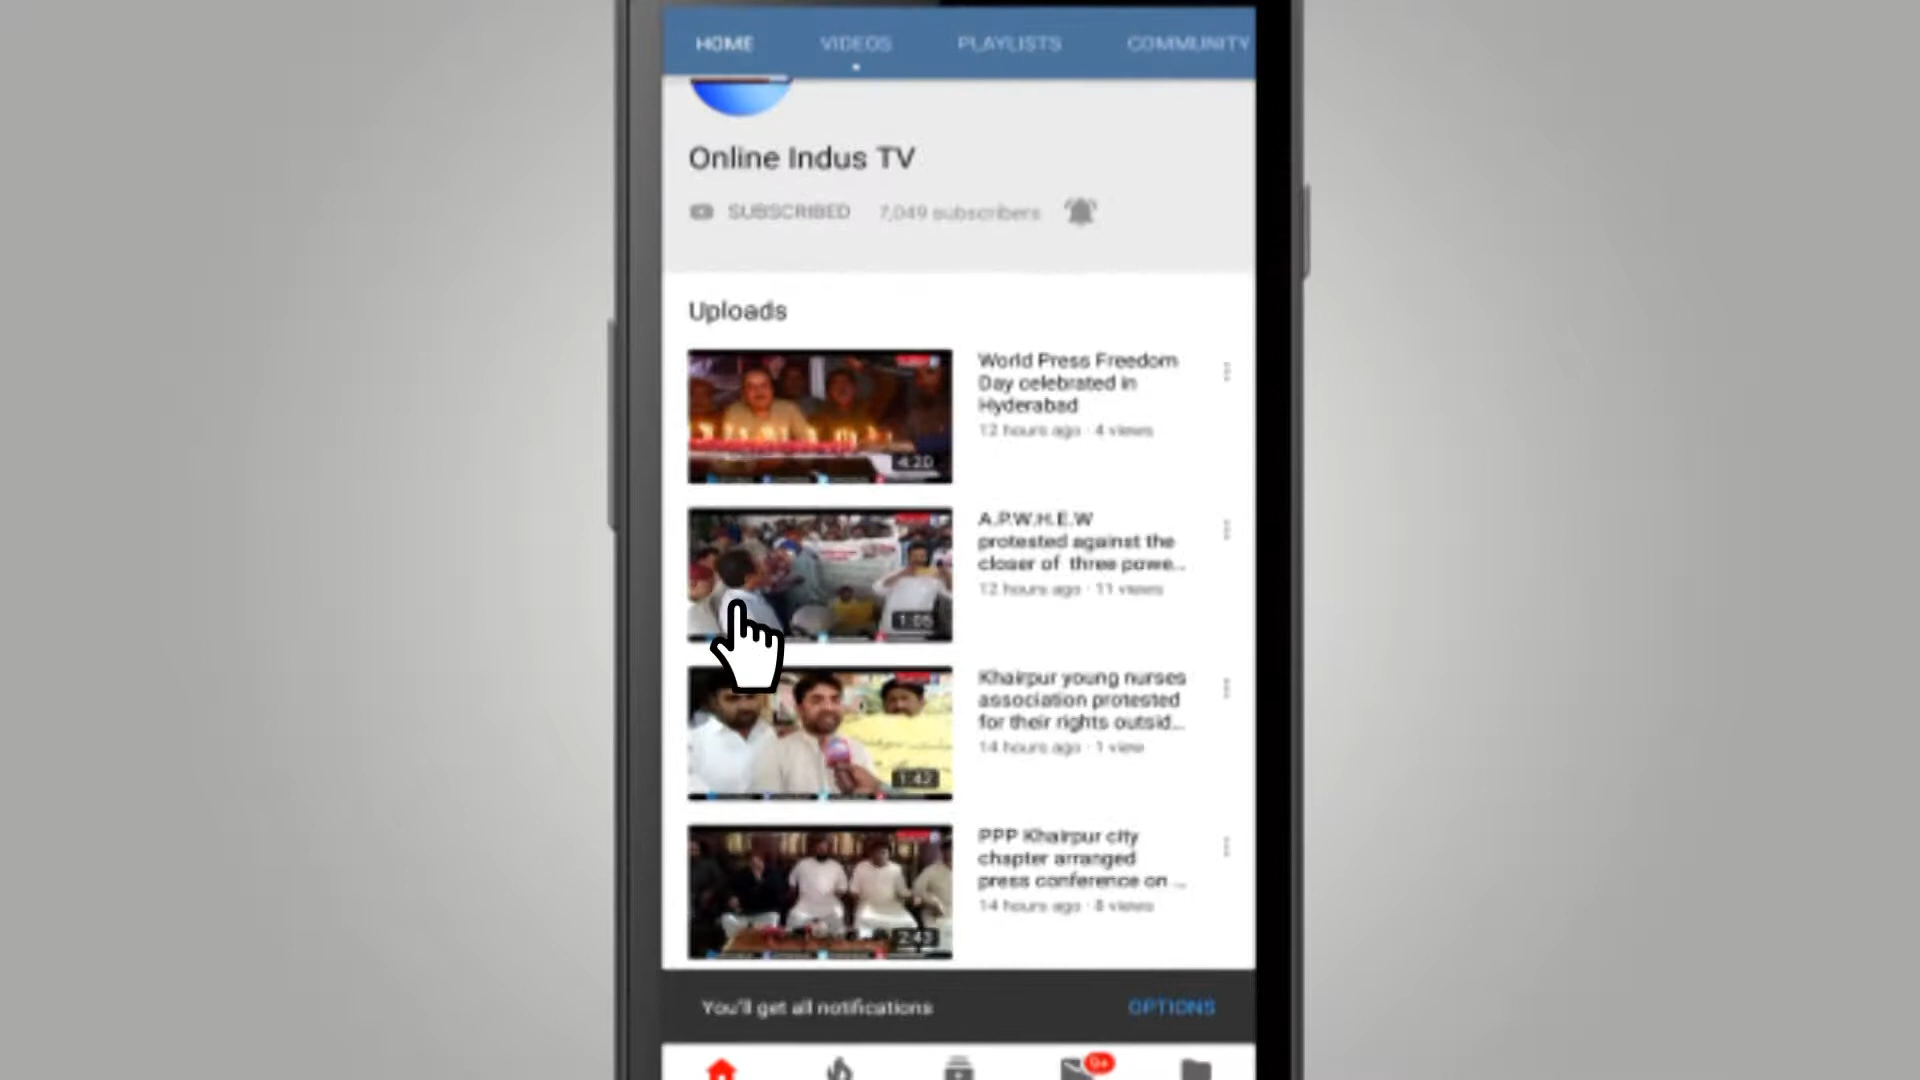 HOME VIDEOS PLAYLISTS COMMUNITY
Online Indus TV
SUBSCRIBED 7,049 subscribers
Uploads
World Press Freedom
Day celebrated in
Hyderabad
12 hours ago · 4 views
4:20
A.P.W.H.E.W
protested against the
closer of three powe...
12 hours ago · 11 views
1:05
Khairpur young nurses
association protested
for their rights outsid...
14 hours ago · 1 view
1:42
PPP Khairpur city
chapter arranged
press conference on ...
14 hours ago · 8 views
2:43
You'll get all notifications OPTIONS
9+